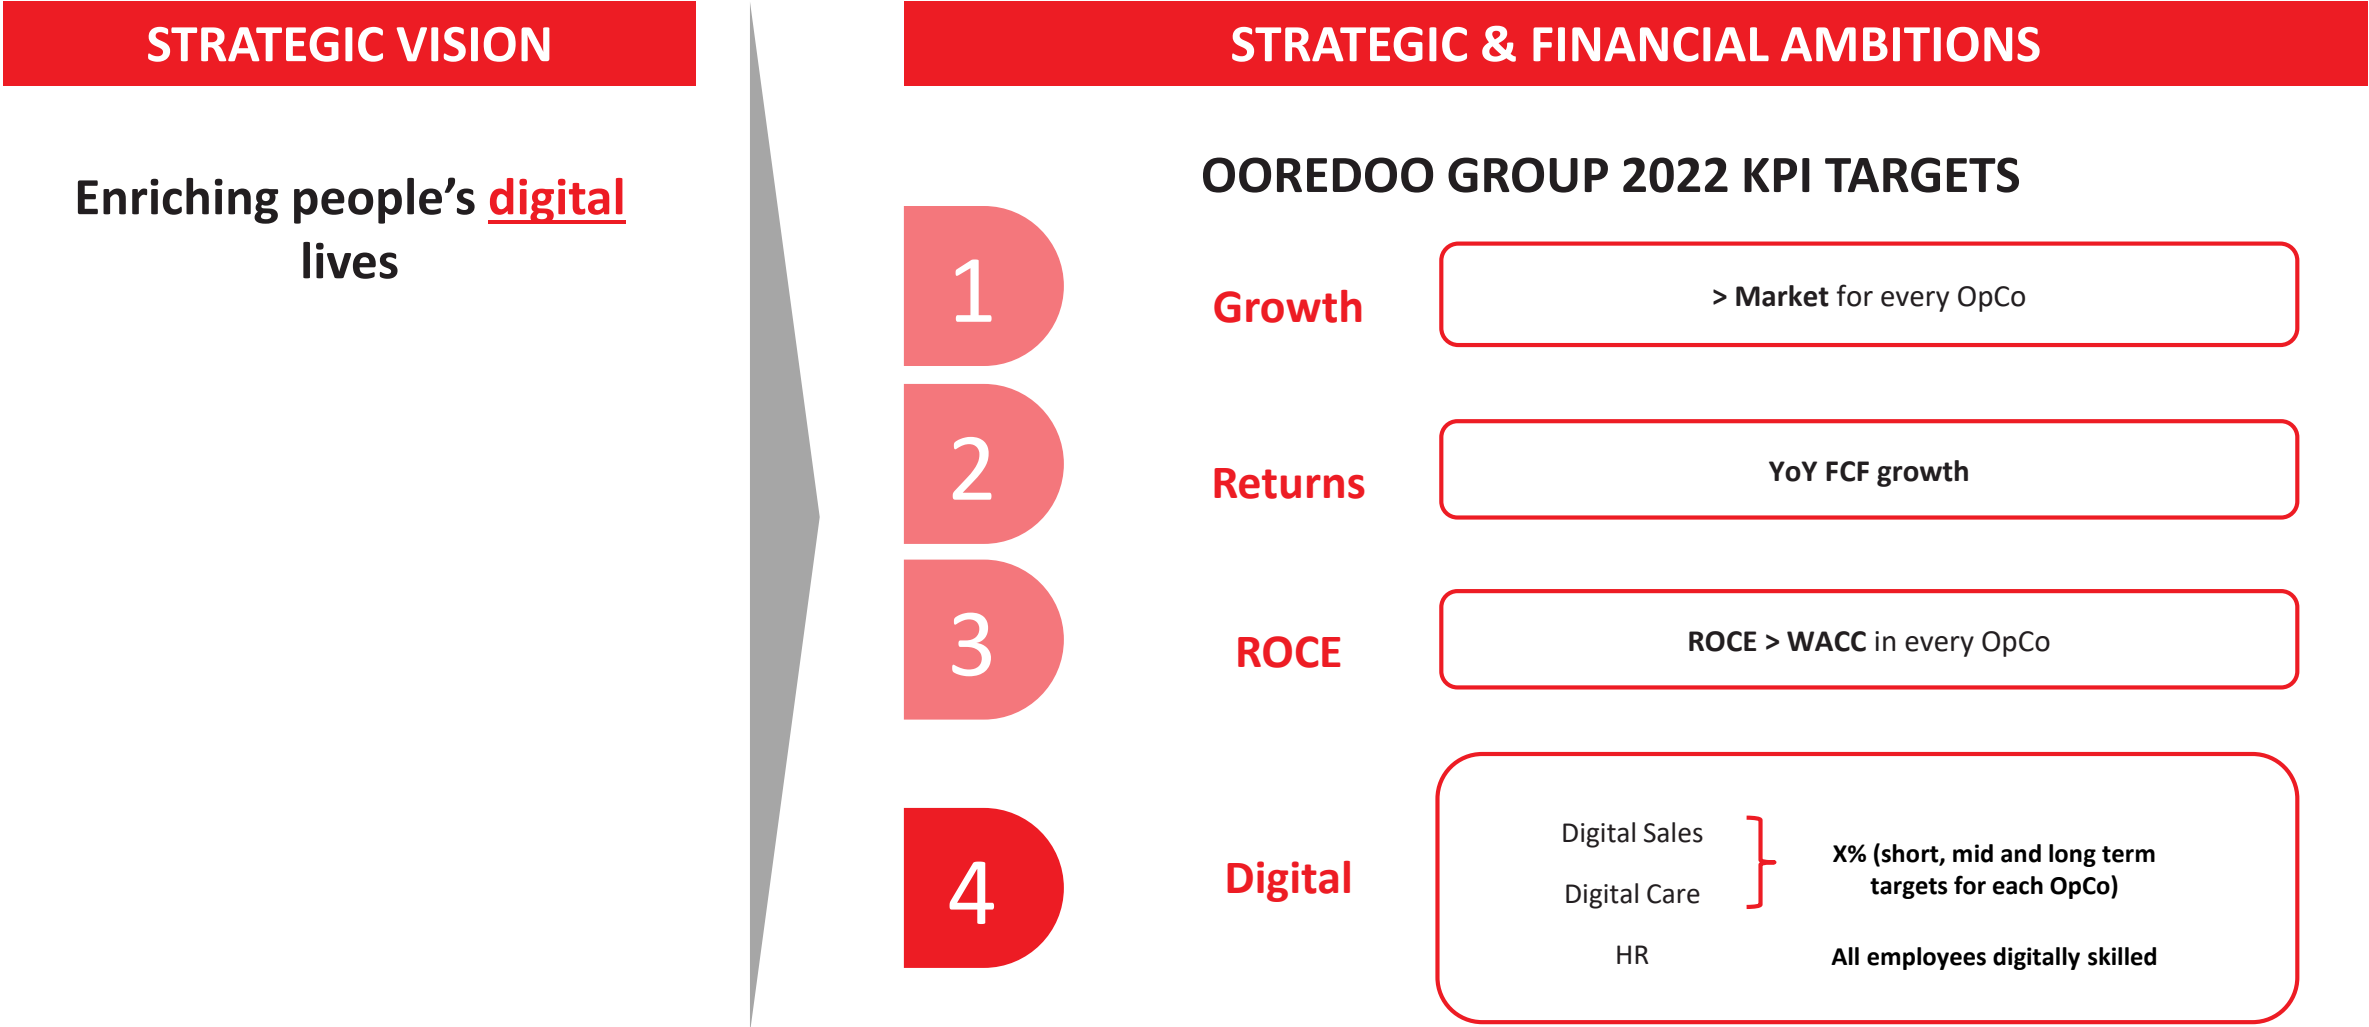 STRATEGIC VISION
Enriching people’s digital
lives
STRATEGIC & FINANCIAL AMBITIONS
OOREDOO GROUP 2022 KPI TARGETS
1
Growth
> Market for every OpCo
2
Returns
YoY FCF growth
3
ROCE
ROCE > WACC in every OpCo
4
Digital
Digital Sales
Digital Care
X% (short, mid and long term
targets for each OpCo)
HR
All employees digitally skilled